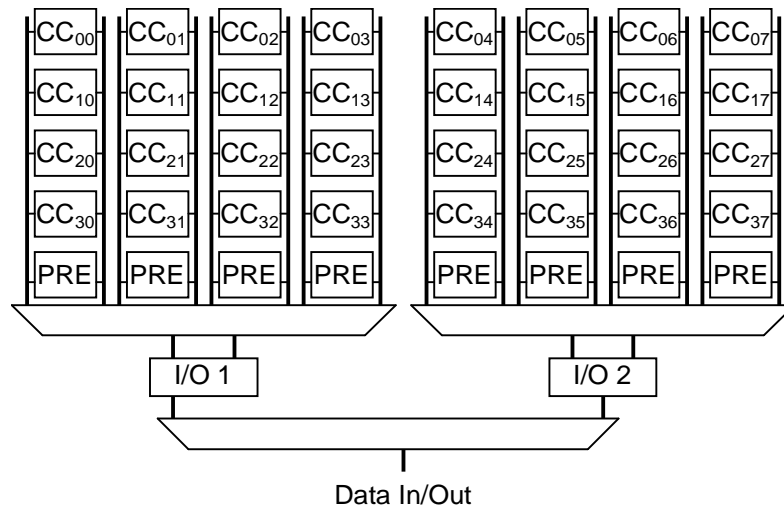 CC₀₀ CC₀₁ CC₀₂ CC₀₃ CC₀₄ CC₀₅ CC₀₆ CC₀₇
CC₁₀ CC₁₁ CC₁₂ CC₁₃ CC₁₄ CC₁₅ CC₁₆ CC₁₇
CC₂₀ CC₂₁ CC₂₂ CC₂₃ CC₂₄ CC₂₅ CC₂₆ CC₂₇
CC₃₀ CC₃₁ CC₃₂ CC₃₃ CC₃₄ CC₃₅ CC₃₆ CC₃₇
PRE PRE PRE PRE PRE PRE PRE PRE
I/O 1 I/O 2
Data In/Out